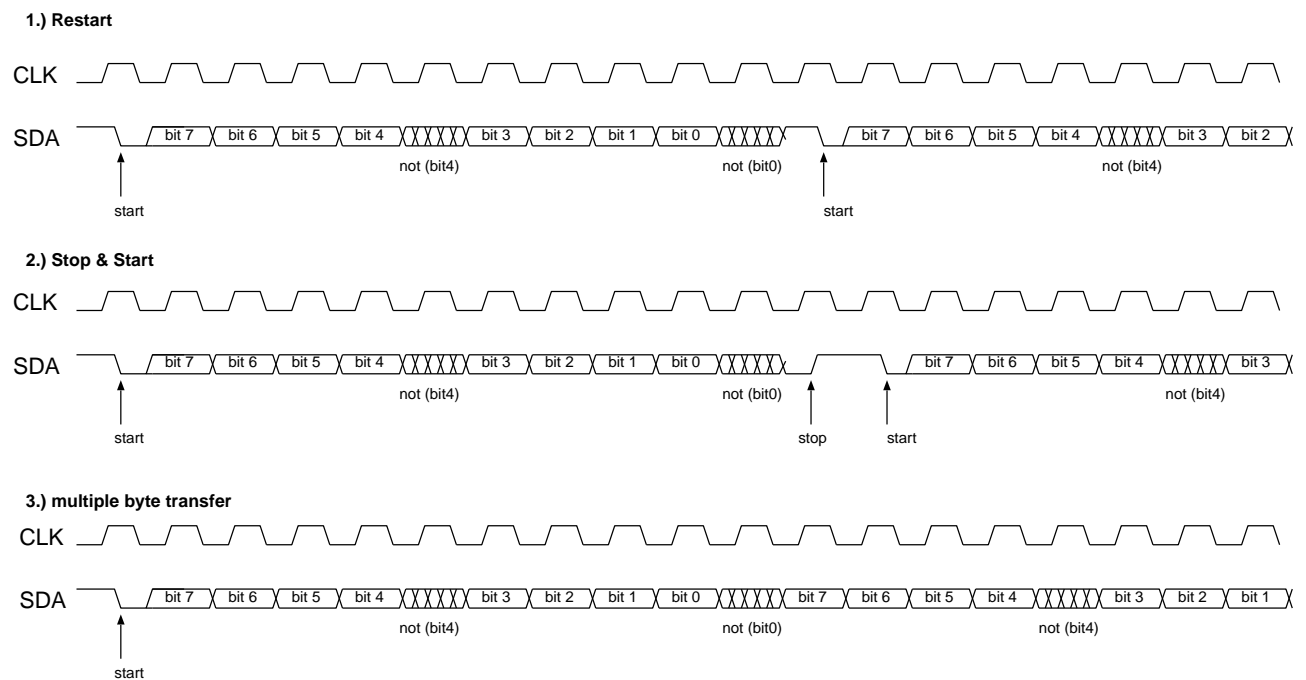 1.) Restart
CLK
SDA bit 7 bit 6 bit 5 bit 4 bit 3 bit 2 bit 1 bit 0 bit 7 bit 6 bit 5 bit 4 bit 3 bit 2
not (bit4) not (bit0) not (bit4)
start start
2.) Stop & Start
CLK
SDA bit 7 bit 6 bit 5 bit 4 bit 3 bit 2 bit 1 bit 0 bit 7 bit 6 bit 5 bit 4 bit 3
not (bit4) not (bit0) not (bit4)
start stop start
3.) multiple byte transfer
CLK
SDA bit 7 bit 6 bit 5 bit 4 bit 3 bit 2 bit 1 bit 0 bit 7 bit 6 bit 5 bit 4 bit 3 bit 2 bit 1
not (bit4) not (bit0) not (bit4)
start